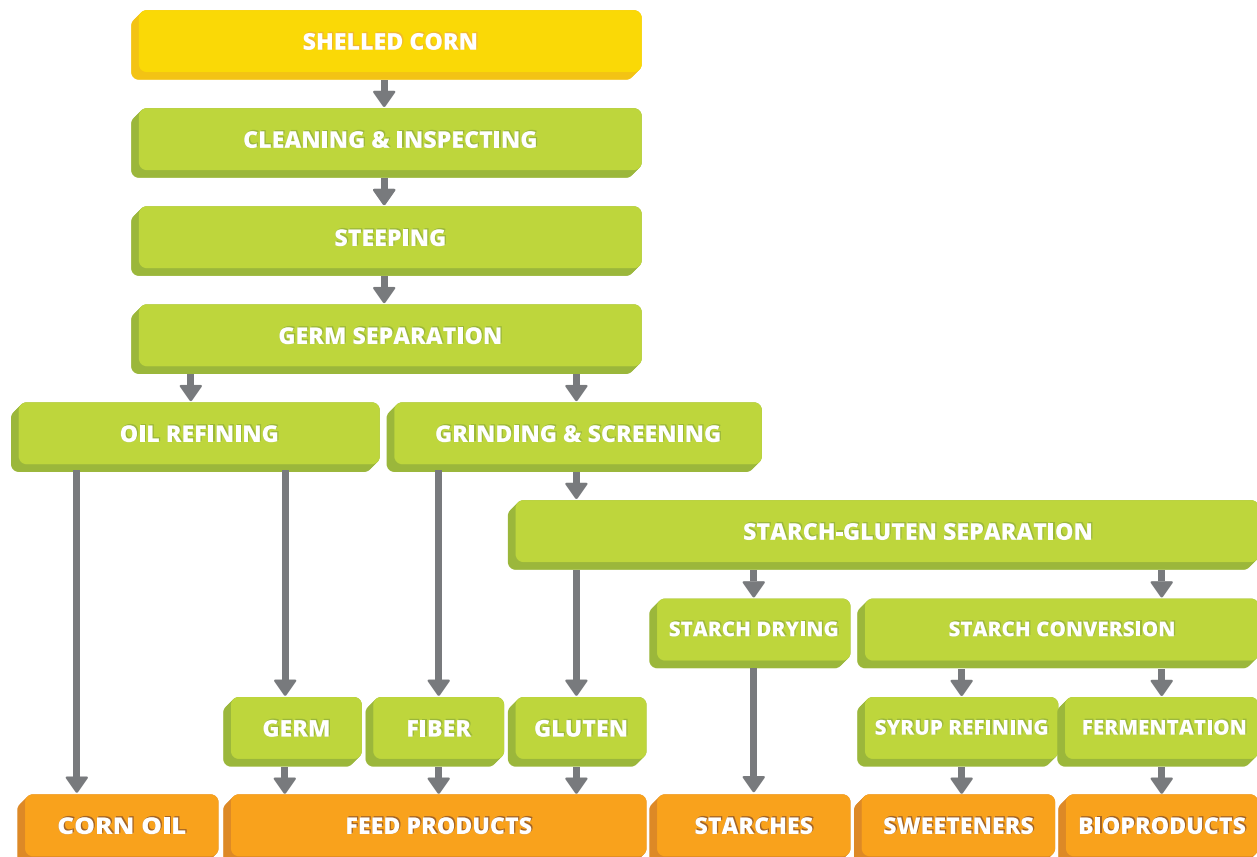 SHELLED CORN
CLEANING & INSPECTING
STEEPING
GERM SEPARATION
OIL REFINING
GRINDING & SCREENING
STARCH-GLUTEN SEPARATION
STARCH DRYING
STARCH CONVERSION
GERM
FIBER
GLUTEN
SYRUP REFINING
FERMENTATION
CORN OIL
FEED PRODUCTS
STARCHES
SWEETENERS
BIOPRODUCTS